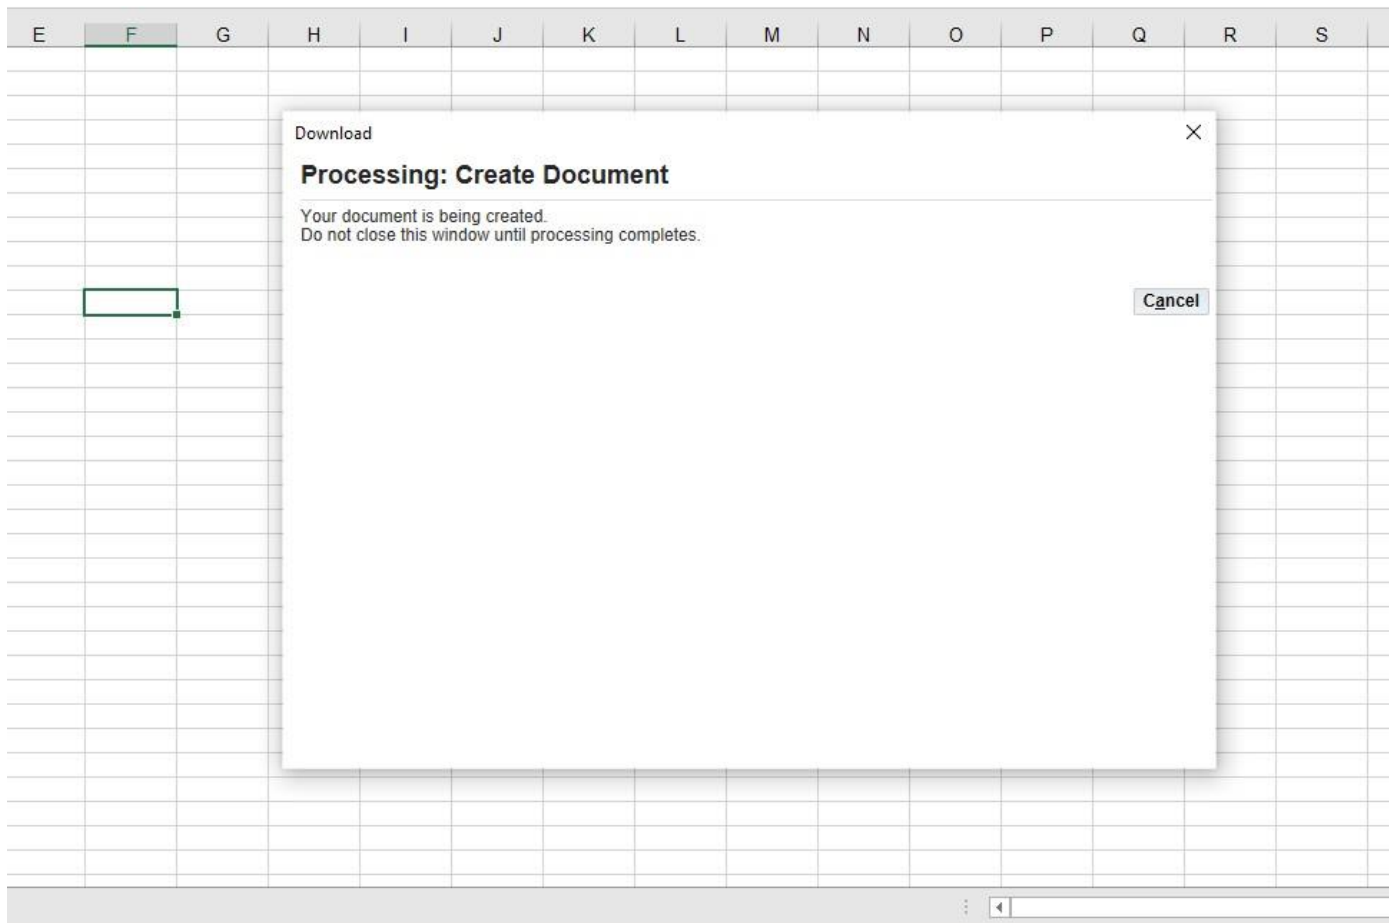 E F G H I J K L M N O P Q R S
Download
Processing: Create Document
Your document is being created.
Do not close this window until processing completes.
Cancel